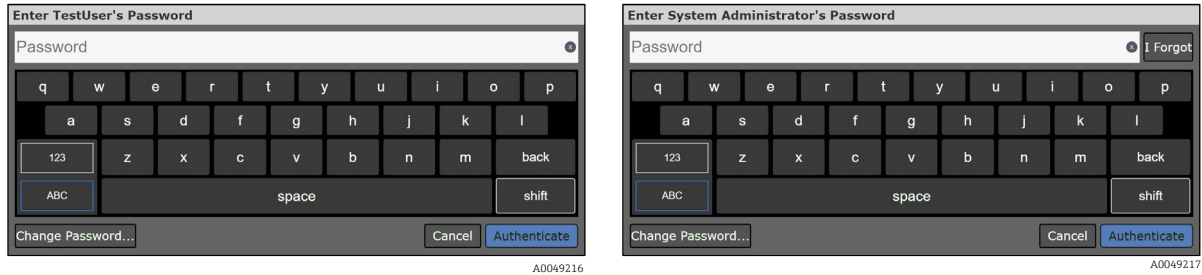 Enter TestUser's Password
Password
q w e r t y u i o p
a s d f g h j k l
123 z x c v b n m back
ABC space shift
Change Password... Cancel Authenticate
A0049216
Enter System Administrator's Password
Password I Forgot
q w e r t y u i o p
a s d f g h j k l
123 z x c v b n m back
ABC space shift
Change Password... Cancel Authenticate
A0049217